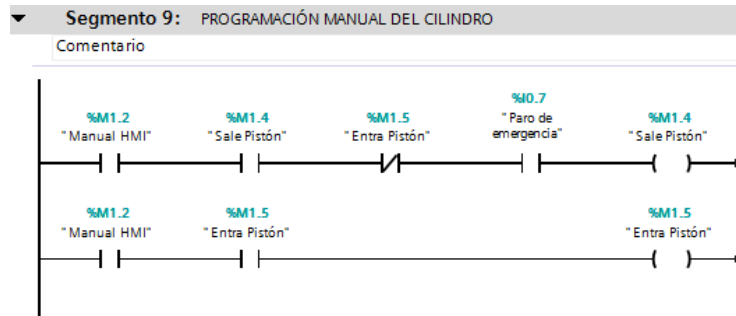 Segmento 9: PROGRAMACIÓN MANUAL DEL CILINDRO
Comentario
%M1.2 %M1.4 %M1.5 %I0.7 %M1.4
"Manual HMI" "Sale Pistón" "Entra Pistón" "Paro de emergencia" "Sale Pistón"
%M1.2 %M1.5 %M1.5
"Manual HMI" "Entra Pistón" "Entra Pistón"